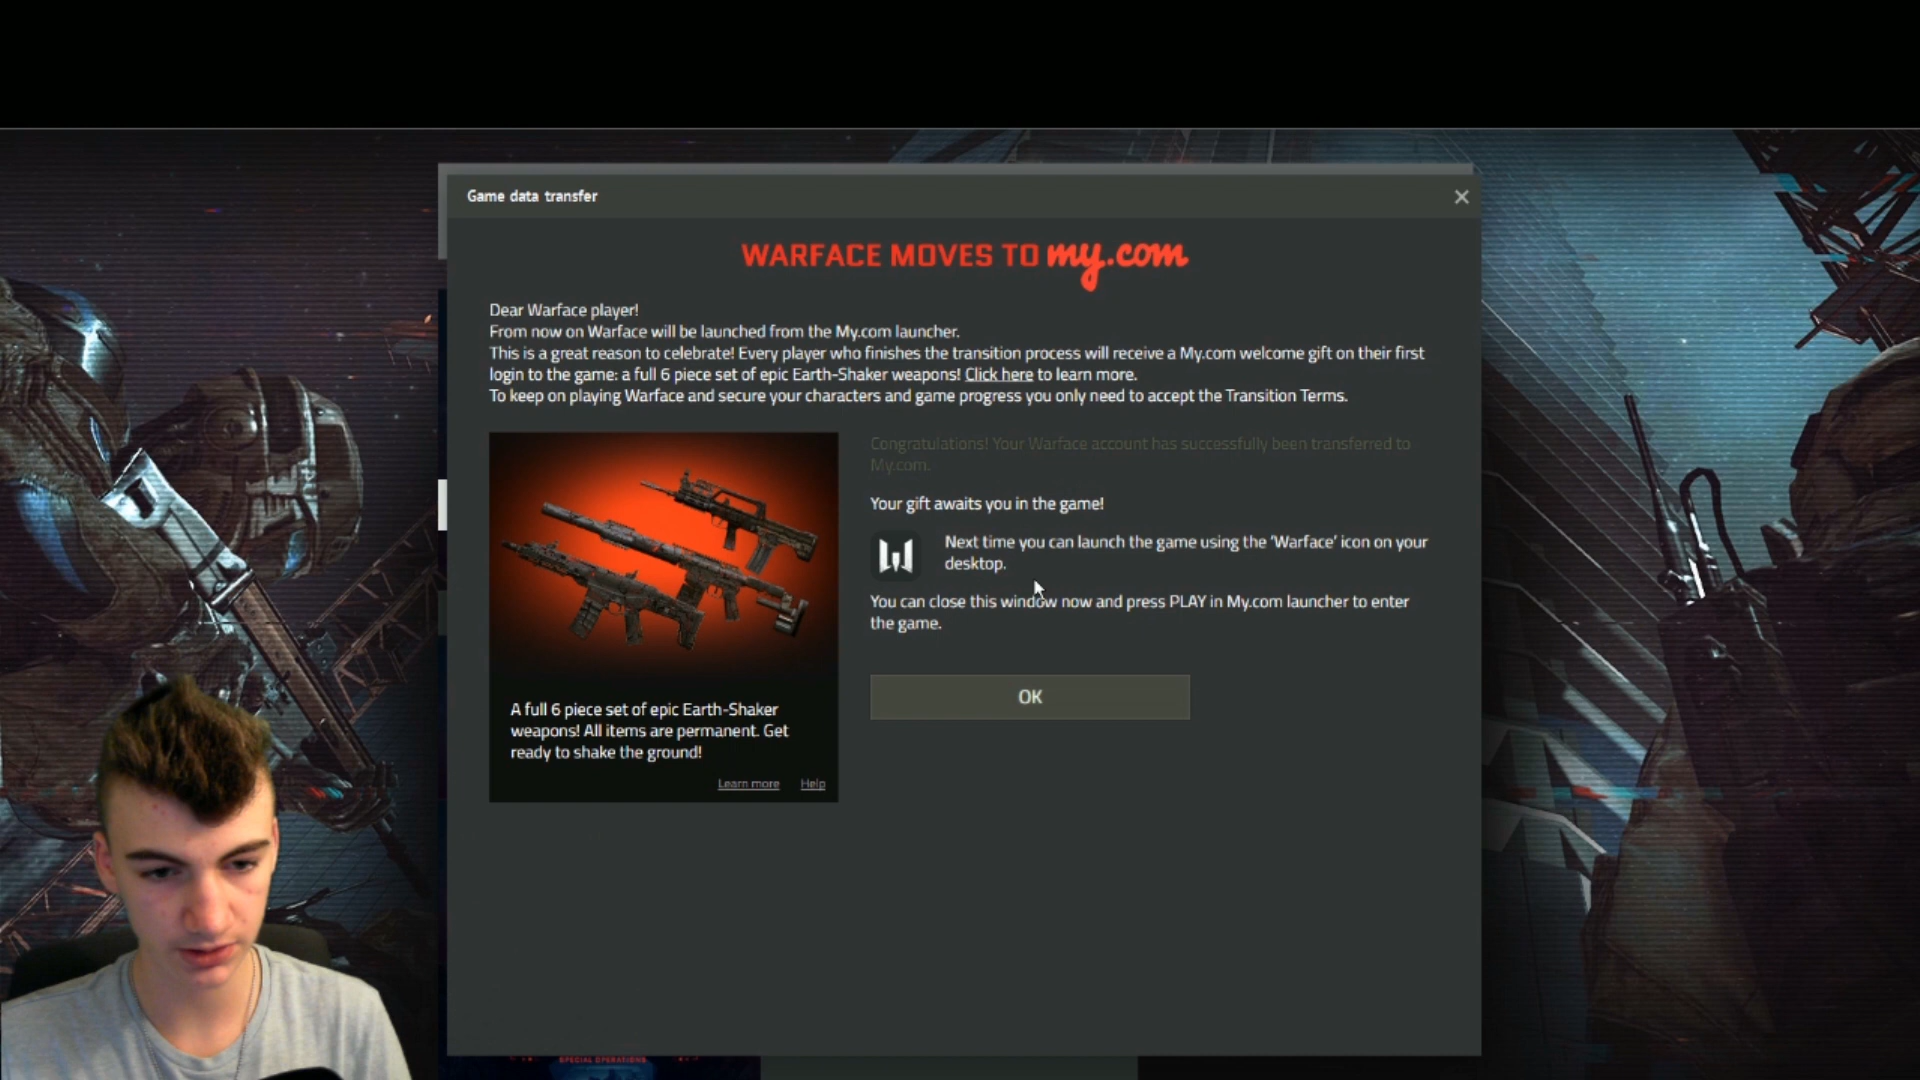 Game data transfer
WARFACE MOVES TO my.com
Dear Warface player!
From now on Warface will be launched from the My.com launcher.
This is a great reason to celebrate! Every player who finishes the transition process will receive a My.com welcome gift on their first
login to the game: a full 6 piece set of epic Earth-Shaker weapons! Click here to learn more.
To keep on playing Warface and secure your characters and game progress you only need to accept the Transition Terms.
Congratulations! Your Warface account has successfully been transferred to
My.com.
Your gift awaits you in the game!
Next time you can launch the game using the 'Warface' icon on your
desktop.
You can close this window now and press PLAY in My.com launcher to enter
the game.
OK
A full 6 piece set of epic Earth-Shaker
weapons! All items are permanent. Get
ready to shake the ground!
Learn more Help
SPECIAL OPERATIONS